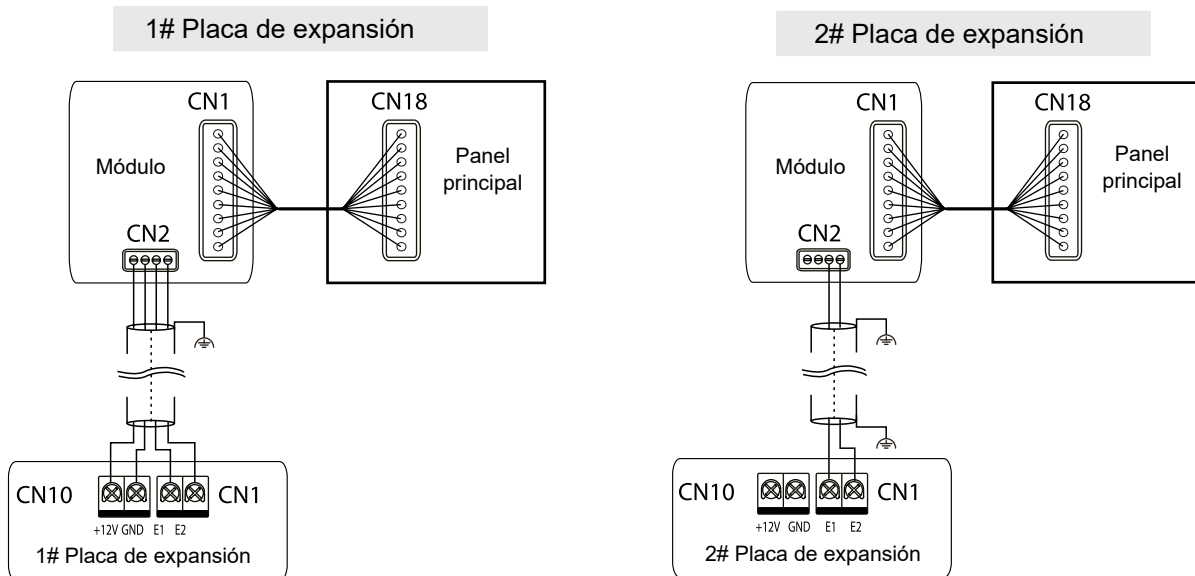 1# Placa de expansión
CN1
CN18
Módulo
Panel
principal
CN2
CN10
CN1
+12V GND E1 E2
1# Placa de expansión
2# Placa de expansión
CN1
CN18
Módulo
Panel
principal
CN2
CN10
CN1
+12V GND E1 E2
2# Placa de expansión